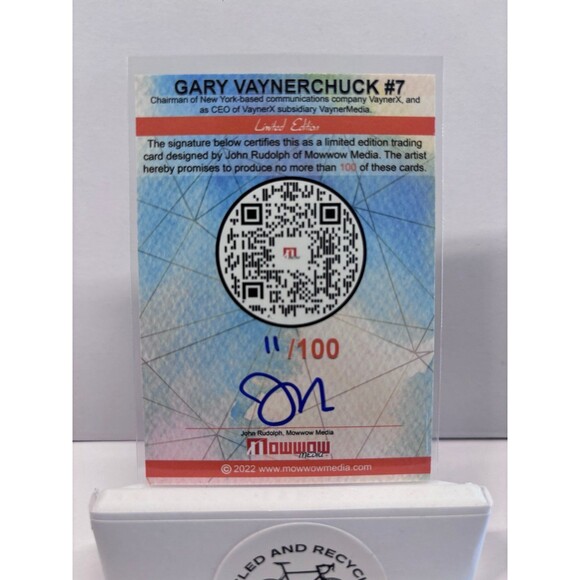 GARY VAYNERCHUCK #7
Chairman of New York-based communications company VaynerX, and
as CEO of VaynerX subsidiary VaynerMedia.
Limited Edition
The signature below certifies this as a limited edition trading
card designed by John Rudolph of Mowwow Media. The artist
hereby promises to produce no more than 100 of these cards.
11/100
John Rudolph, Mowwow Media
Mowwow
Media
© 2022 www.mowwowmedia.com
AND RECYC